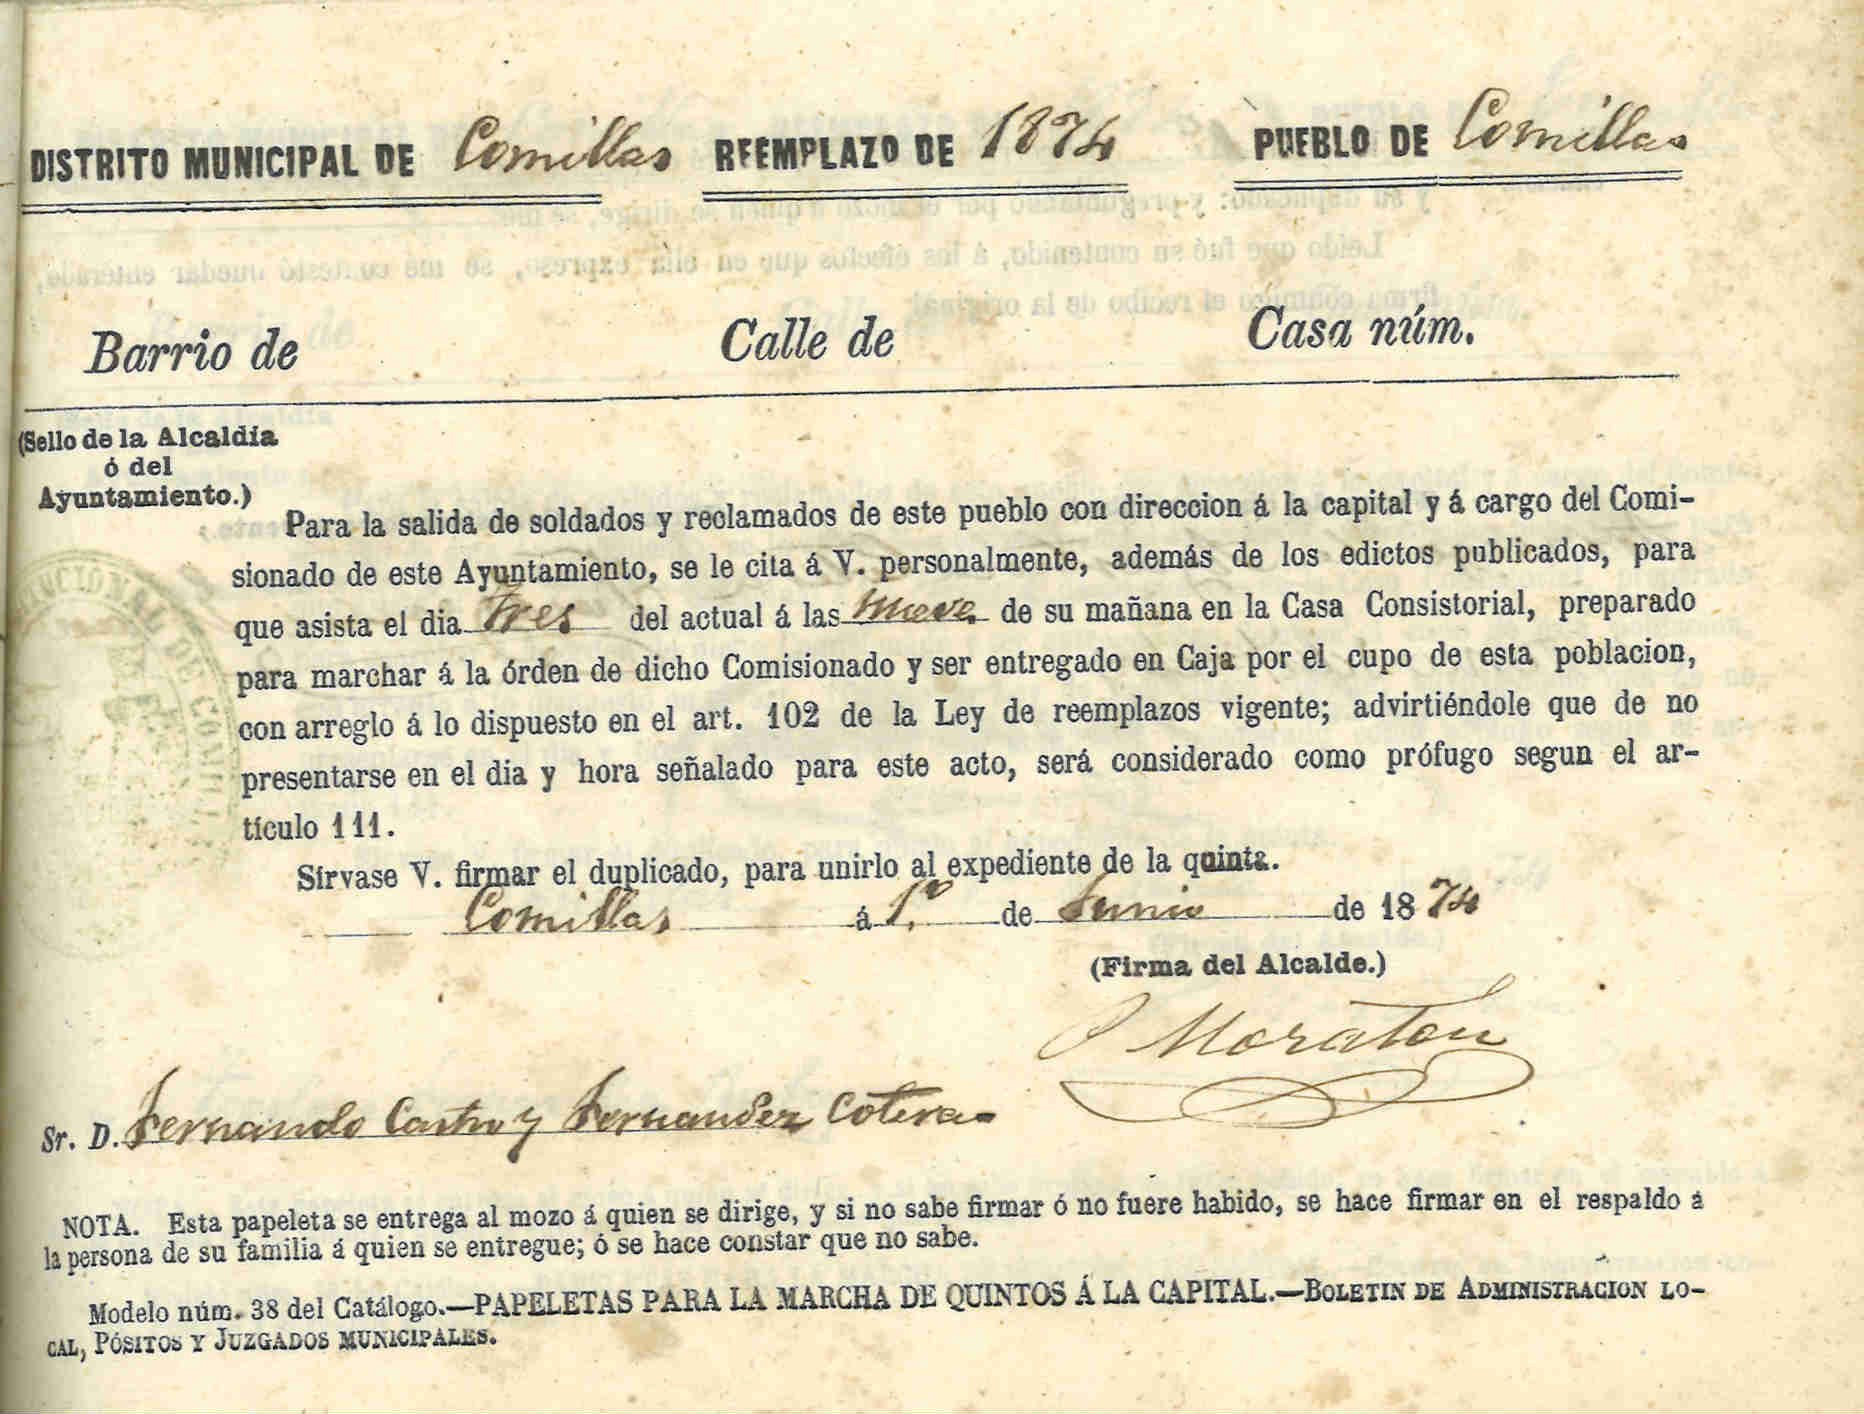 DISTRITO MUNICIPAL DE Comillas REEMPLAZO DE 1874 PUEBLO DE Comillas
Barrio de Calle de Casa núm.
(Sello de la Alcaldía
ó del
Ayuntamiento.)
Para la salida de soldados y reclamados de este pueblo con direccion á la capital y á cargo del Comi-
sionado de este Ayuntamiento, se le cita á V. personalmente, además de los edictos publicados, para
que asista el dia tres del actual á las nueve de su mañana en la Casa Consistorial, preparado
para marchar á la órden de dicho Comisionado y ser entregado en Caja por el cupo de esta poblacion,
con arreglo á lo dispuesto en el art. 102 de la Ley de reemplazos vigente; advirtiéndole que de no
presentarse en el dia y hora señalado para este acto, será considerado como prófugo segun el ar-
tículo 111.
Sírvase V. firmar el duplicado, para unirlo al expediente de la quinta.
Comillas á 1.º de Junio de 1874
(Firma del Alcalde.)
Moraton
Sr. D. Fernando Castro y Fernandez Cotera
NOTA. Esta papeleta se entrega al mozo á quien se dirige, y si no sabe firmar ó no fuere habido, se hace firmar en el respaldo á
la persona de su familia á quien se entregue; ó se hace constar que no sabe.
Modelo núm. 38 del Catálogo.—PAPELETAS PARA LA MARCHA DE QUINTOS Á LA CAPITAL.—BOLETIN DE ADMINISTRACION LO-
CAL, PÓSITOS Y JUZGADOS MUNICIPALES.